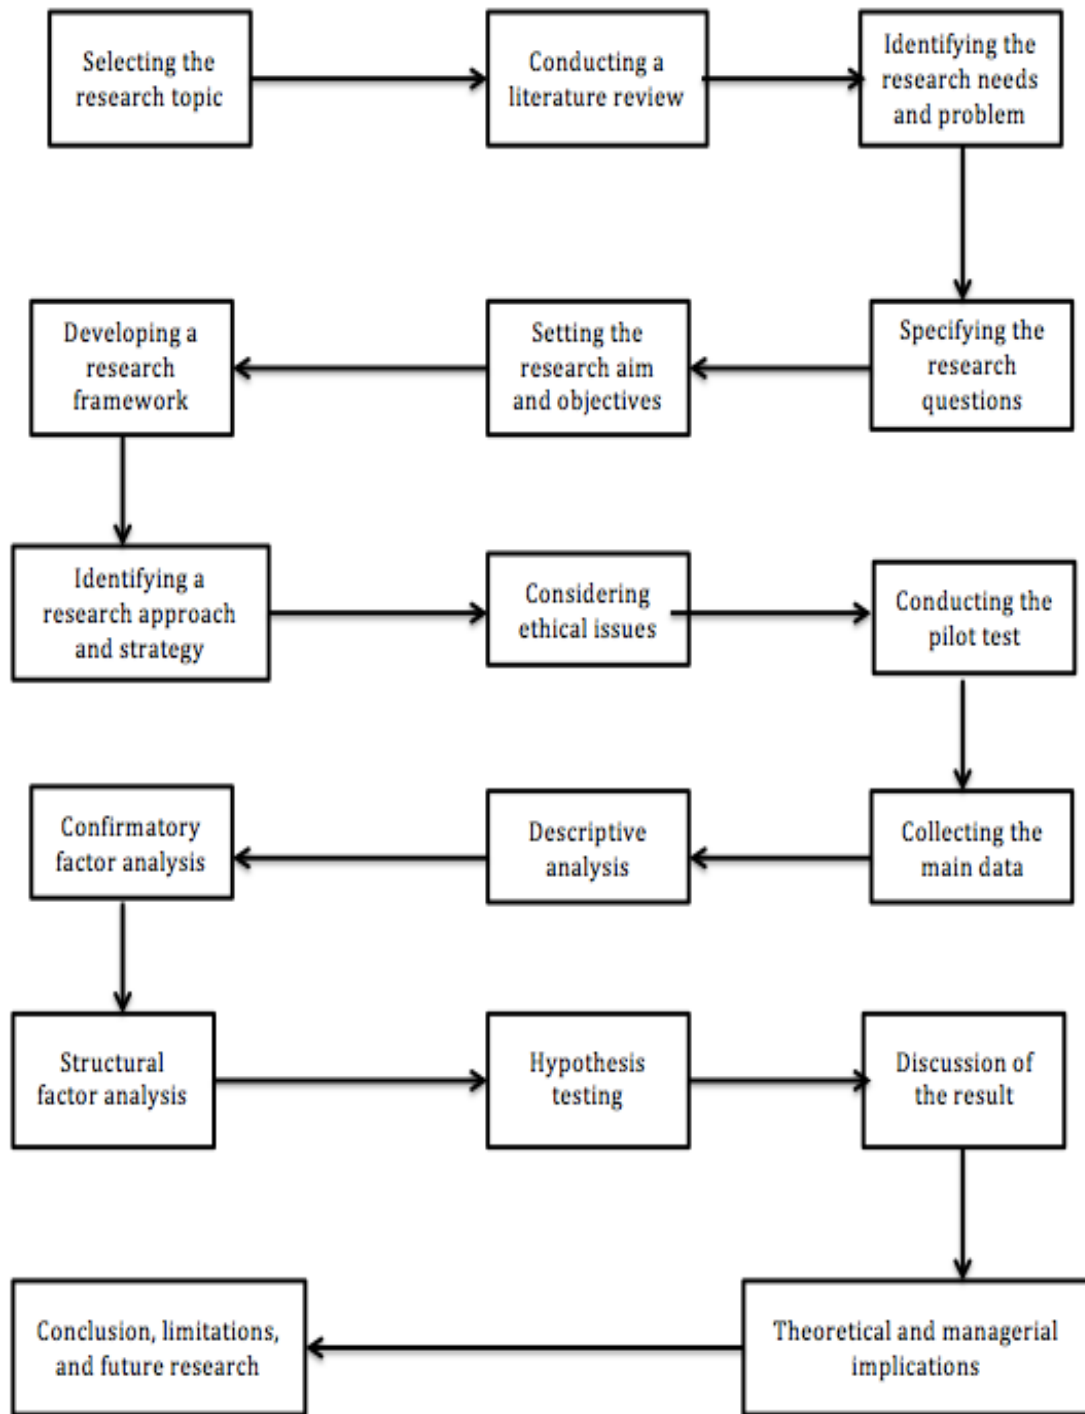 Selecting the
research topic
Conducting a
literature review
Identifying the
research needs
and problem
Specifying the
research
questions
Setting the
research aim
and objectives
Developing a
research
framework
Identifying a
research approach
and strategy
Considering
ethical issues
Conducting the
pilot test
Collecting the
main data
Descriptive
analysis
Confirmatory
factor analysis
Structural
factor analysis
Hypothesis
testing
Discussion of
the result
Theoretical and managerial
implications
Conclusion, limitations,
and future research